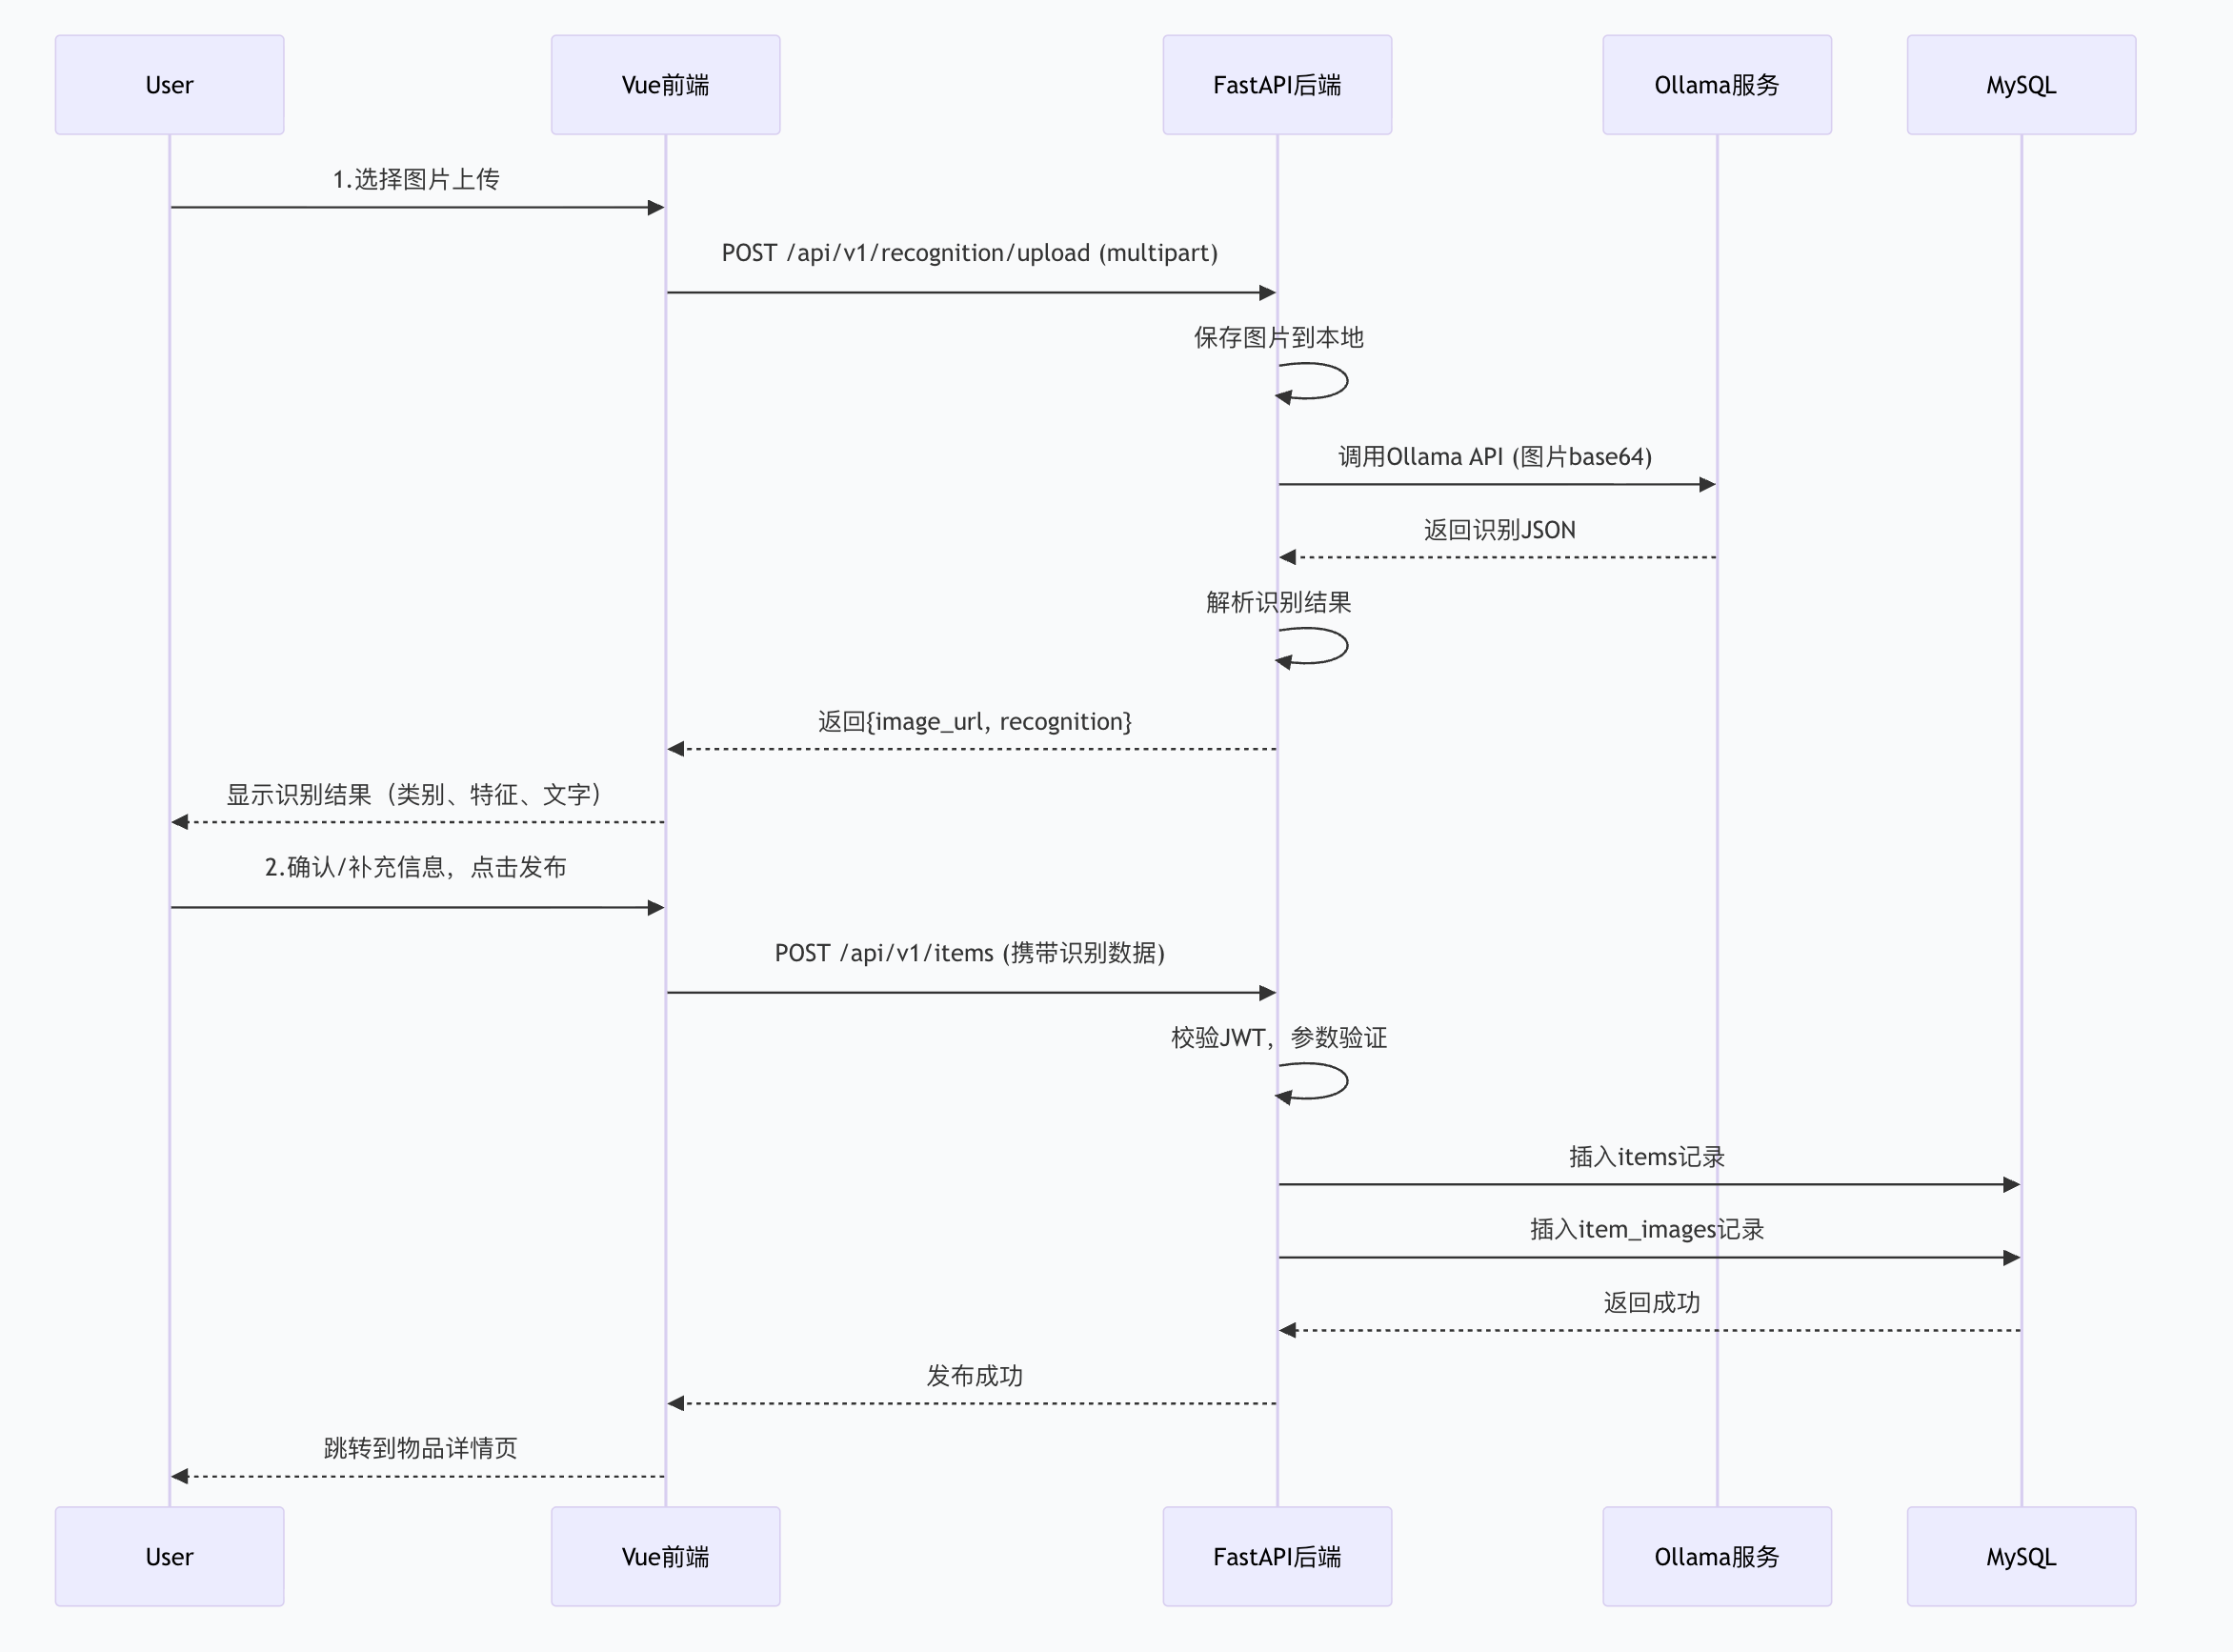 User
Vue前端
FastAPI后端
Ollama服务
MySQL
1.选择图片上传
POST /api/v1/recognition/upload (multipart)
保存图片到本地
调用Ollama API (图片base64)
返回识别JSON
解析识别结果
返回{image_url, recognition}
显示识别结果（类别、特征、文字）
2.确认/补充信息，点击发布
POST /api/v1/items (携带识别数据)
校验JWT，参数验证
插入items记录
插入item_images记录
返回成功
发布成功
跳转到物品详情页
User
Vue前端
FastAPI后端
Ollama服务
MySQL